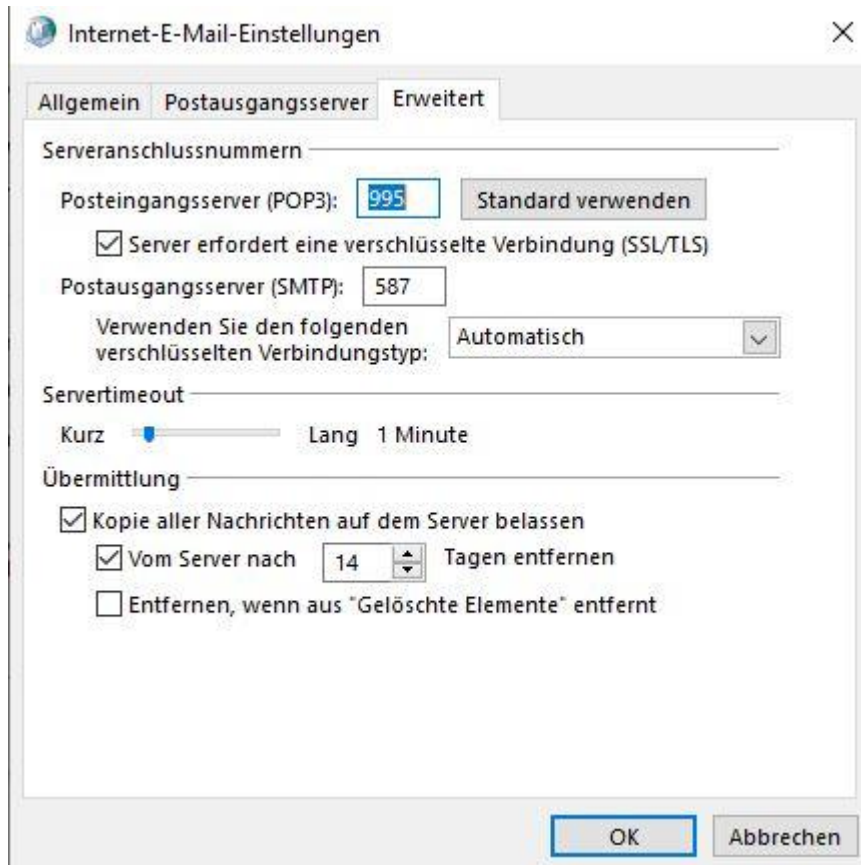 Internet-E-Mail-Einstellungen
Allgemein Postausgangsserver Erweitert
Serveranschlussnummern
Posteingangsserver (POP3): 995 Standard verwenden
Server erfordert eine verschlüsselte Verbindung (SSL/TLS)
Postausgangsserver (SMTP): 587
Verwenden Sie den folgenden
verschlüsselten Verbindungstyp: Automatisch
Servertimeout
Kurz Lang 1 Minute
Übermittlung
Kopie aller Nachrichten auf dem Server belassen
Vom Server nach 14 Tagen entfernen
Entfernen, wenn aus "Gelöschte Elemente" entfernt
OK Abbrechen